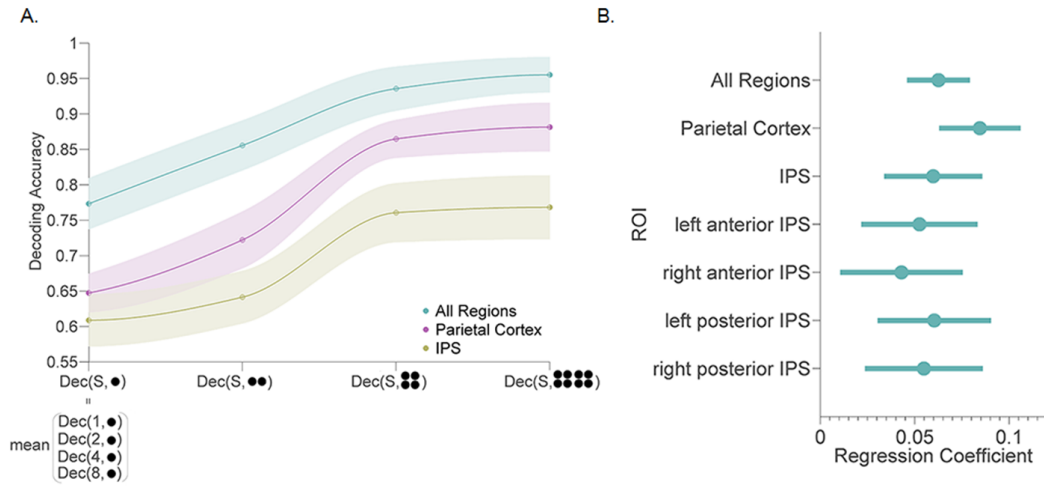 A.
1
0.95
0.9
0.85
0.8
0.75
0.7
0.65
0.6
0.55
Decoding Accuracy
All Regions
Parietal Cortex
IPS
Dec(S, ●)
Dec(S, ●●)
Dec(S, ●●●●)
Dec(S, ●●●●●●●●)
=
mean
Dec(1, ●)
Dec(2, ●)
Dec(4, ●)
Dec(8, ●)
B.
ROI
All Regions
Parietal Cortex
IPS
left anterior IPS
right anterior IPS
left posterior IPS
right posterior IPS
0
0.05
0.1
Regression Coefficient